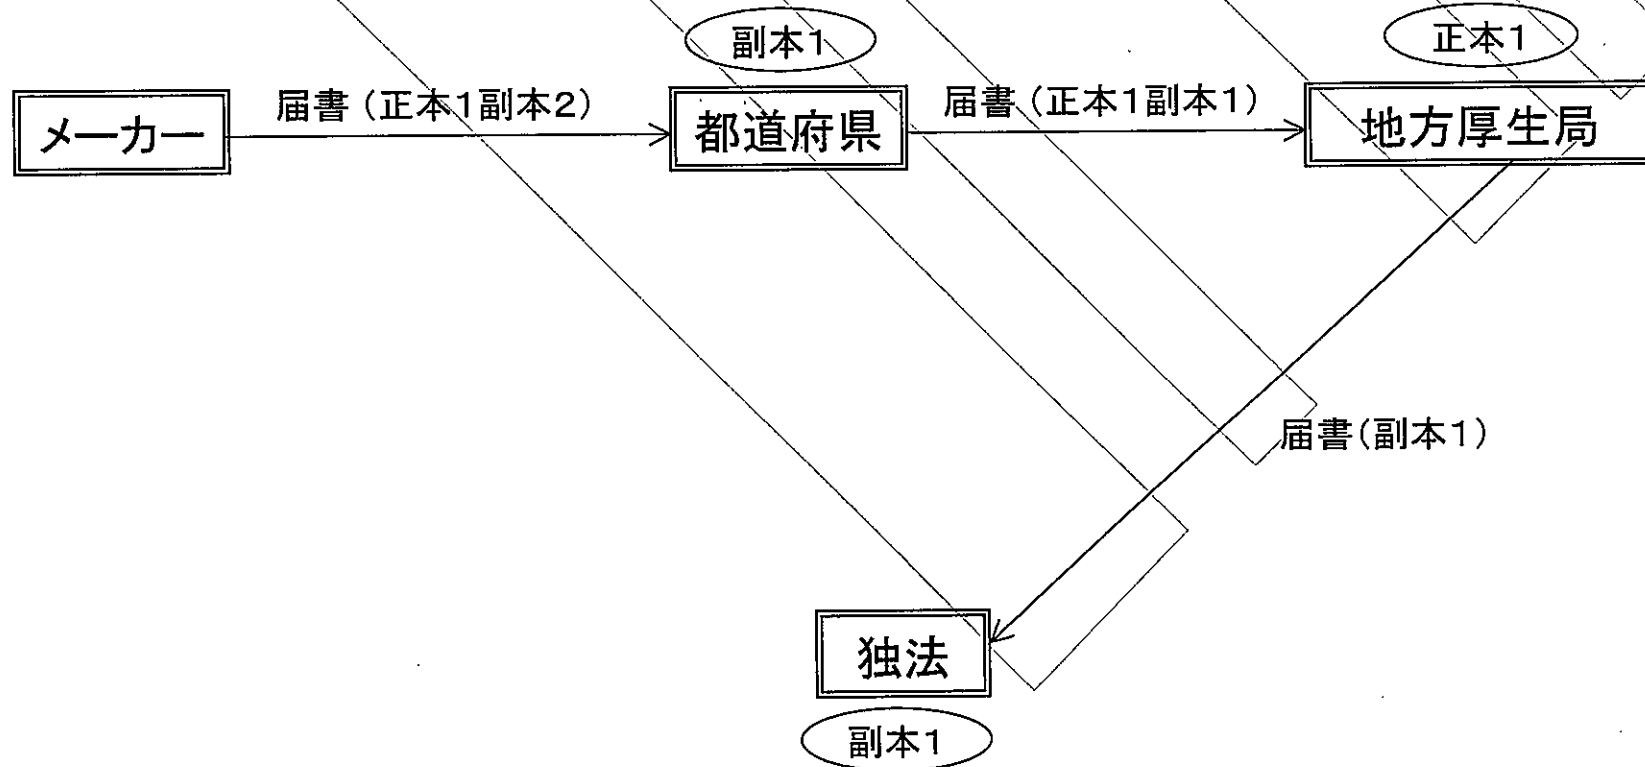 副本1
正本1
メーカー
届書(正本1副本2)
都道府県
届書(正本1副本1)
地方厚生局
届書(副本1)
独法
副本1